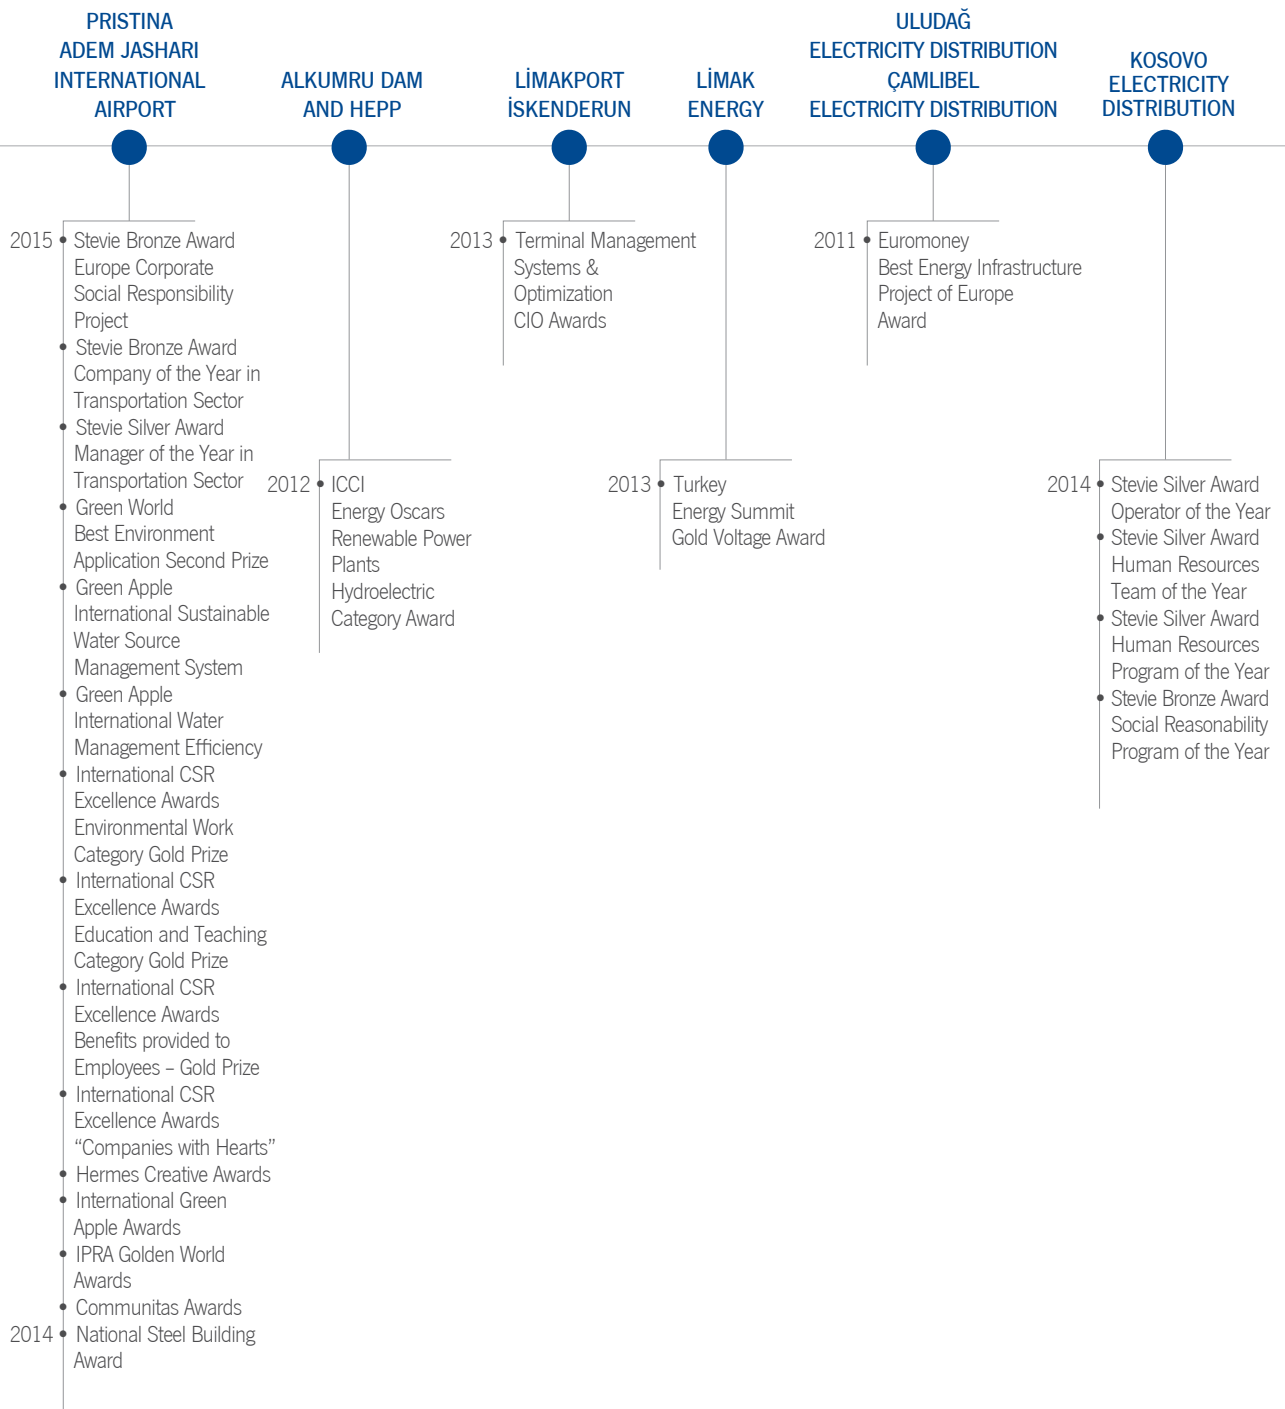 PRISTINA
ADEM JASHARI
INTERNATIONAL
AIRPORT
2015 • Stevie Bronze Award
Europe Corporate
Social Responsibility
Project
• Stevie Bronze Award
Company of the Year in
Transportation Sector
• Stevie Silver Award
Manager of the Year in
Transportation Sector
• Green World
Best Environment
Application Second Prize
• Green Apple
International Sustainable
Water Source
Management System
• Green Apple
International Water
Management Efficiency
• International CSR
Excellence Awards
Environmental Work
Category Gold Prize
• International CSR
Excellence Awards
Education and Teaching
Category Gold Prize
• International CSR
Excellence Awards
Benefits provided to
Employees – Gold Prize
• International CSR
Excellence Awards
“Companies with Hearts”
• Hermes Creative Awards
• International Green
Apple Awards
• IPRA Golden World
Awards
• Communitas Awards
2014 • National Steel Building
Award
ALKUMRU DAM
AND HEPP
2012 • ICCI
Energy Oscars
Renewable Power
Plants
Hydroelectric
Category Award
LİMAKPORT
İSKENDERUN
2013 • Terminal Management
Systems &
Optimization
CIO Awards
LİMAK
ENERGY
2013 • Turkey
Energy Summit
Gold Voltage Award
ULUDAĞ
ELECTRICITY DISTRIBUTION
ÇAMLIBEL
ELECTRICITY DISTRIBUTION
2011 • Euromoney
Best Energy Infrastructure
Project of Europe
Award
KOSOVO
ELECTRICITY
DISTRIBUTION
2014 • Stevie Silver Award
Operator of the Year
• Stevie Silver Award
Human Resources
Team of the Year
• Stevie Silver Award
Human Resources
Program of the Year
• Stevie Bronze Award
Social Reasonability
Program of the Year